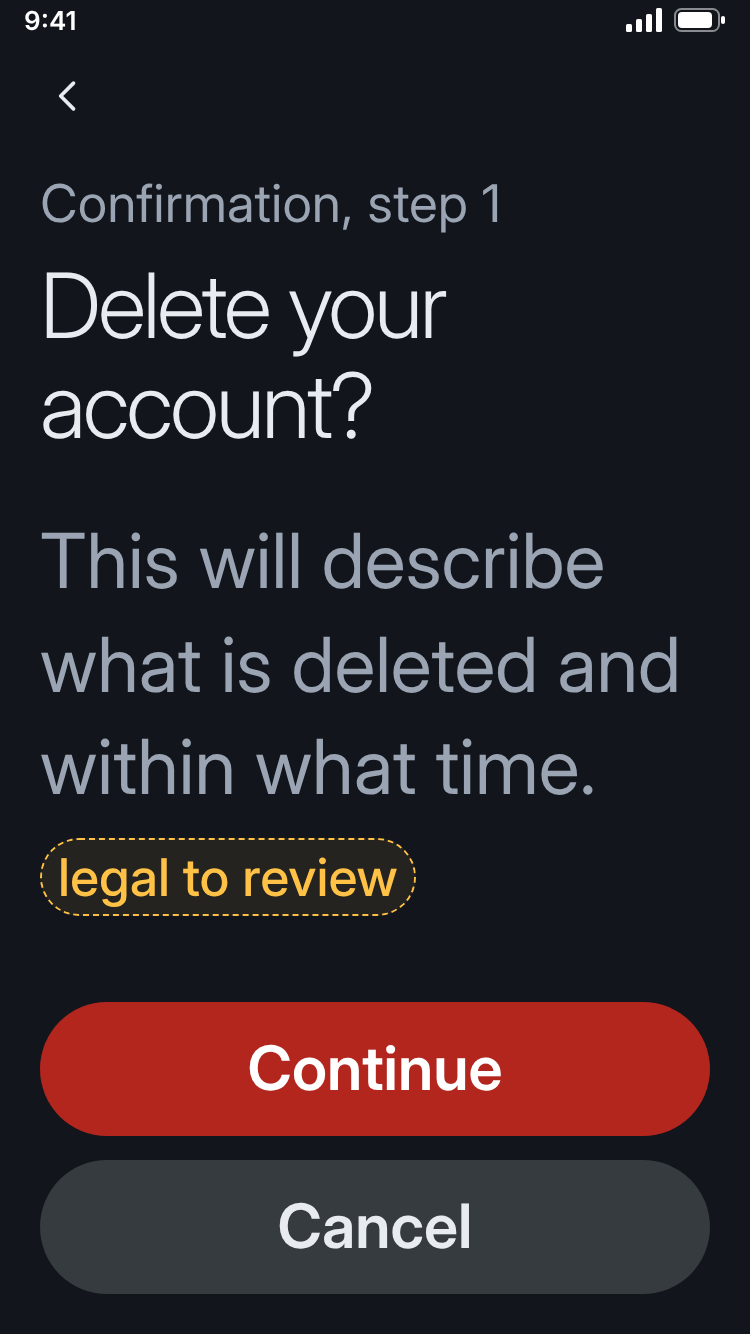 9:41
Confirmation, step 1
Delete your
account?
This will describe
what is deleted and
within what time.
legal to review
Continue
Cancel